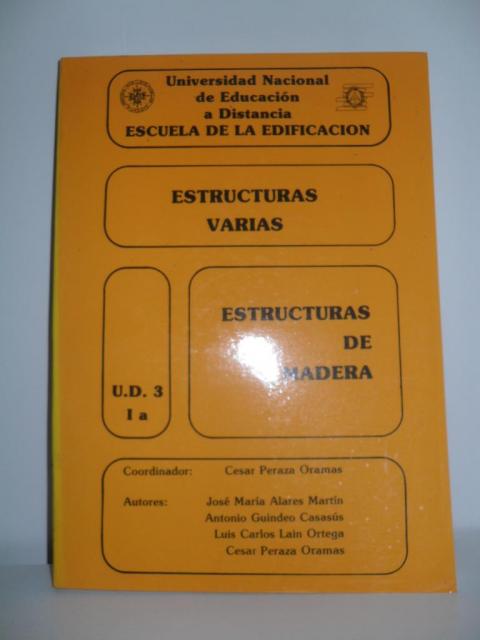 Universidad Nacional
de Educación
a Distancia
ESCUELA DE LA EDIFICACION
ESTRUCTURAS
VARIAS
U.D. 3
I a
ESTRUCTURAS
DE
MADERA
Coordinador: Cesar Peraza Oramas
Autores: José María Alares Martín
Antonio Guindeo Casasús
Luis Carlos Lain Ortega
Cesar Peraza Oramas